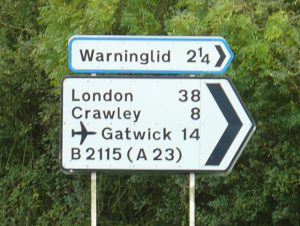 Warninglid 2¼
London 38
Crawley 8
Gatwick 14
B 2115 (A 23)